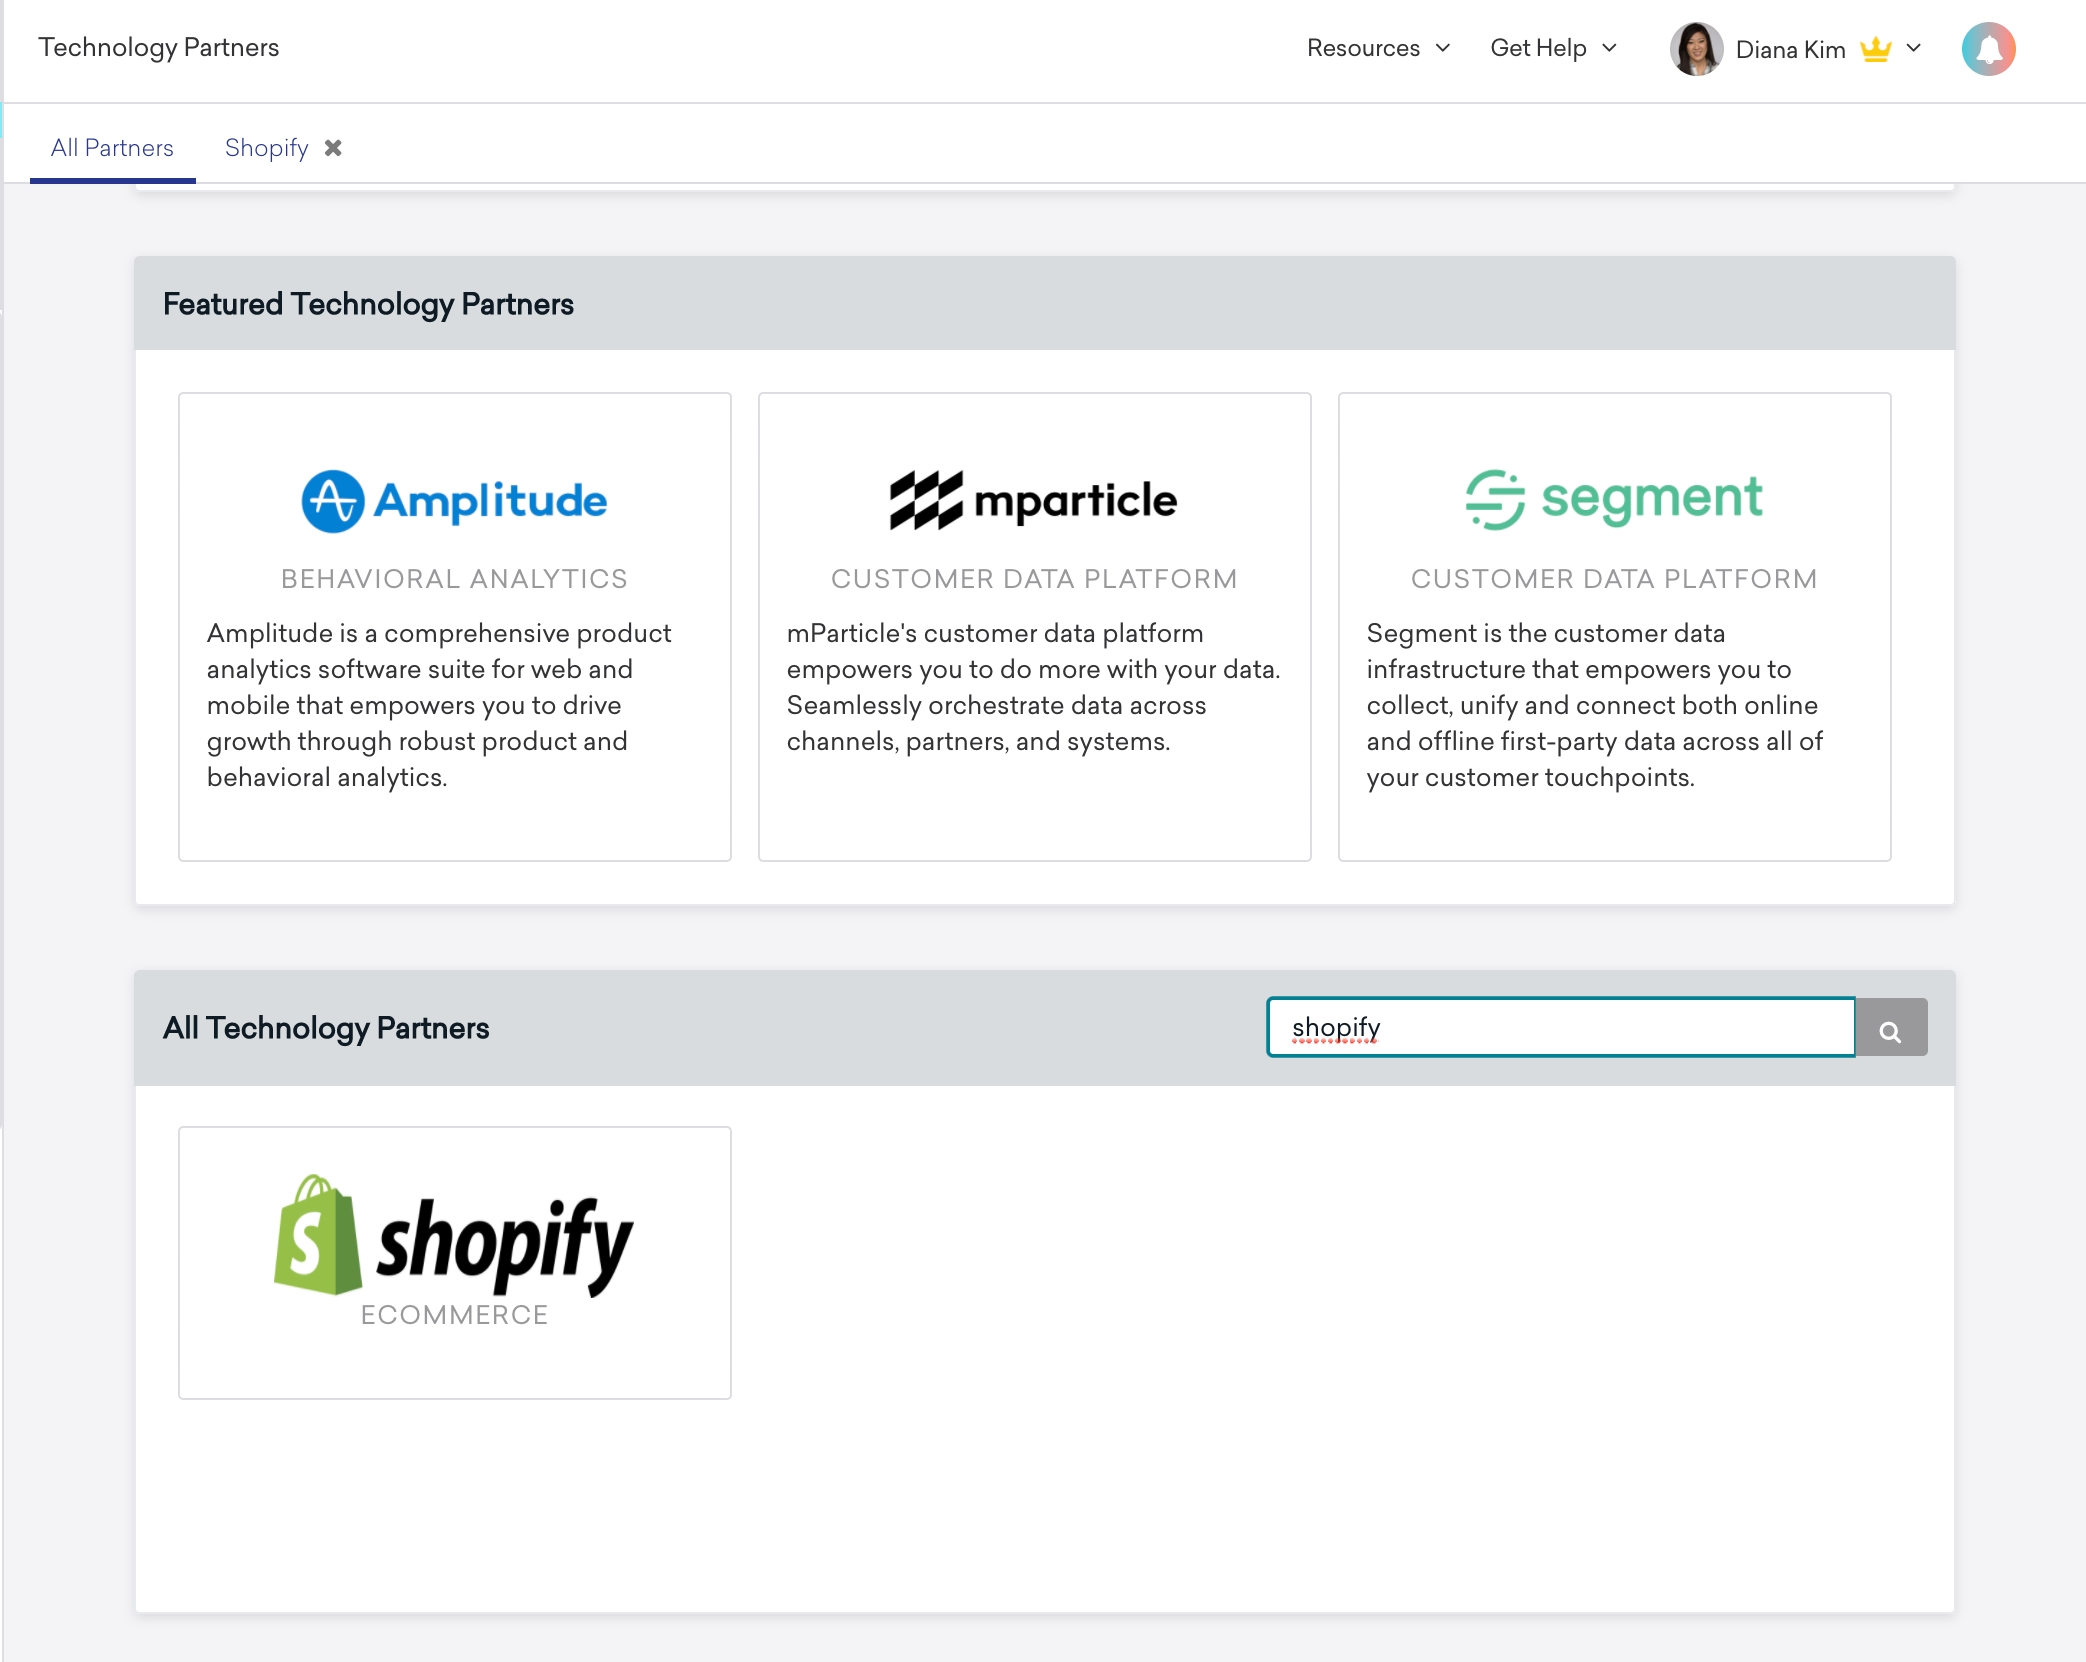 Technology Partners
Resources
Get Help
Diana Kim
All Partners
Shopify
Featured Technology Partners
Amplitude
BEHAVIORAL ANALYTICS
Amplitude is a comprehensive product
analytics software suite for web and
mobile that empowers you to drive
growth through robust product and
behavioral analytics.
mparticle
CUSTOMER DATA PLATFORM
mParticle's customer data platform
empowers you to do more with your data.
Seamlessly orchestrate data across
channels, partners, and systems.
segment
CUSTOMER DATA PLATFORM
Segment is the customer data
infrastructure that empowers you to
collect, unify and connect both online
and offline first-party data across all of
your customer touchpoints.
All Technology Partners
shopify
shopify
ECOMMERCE